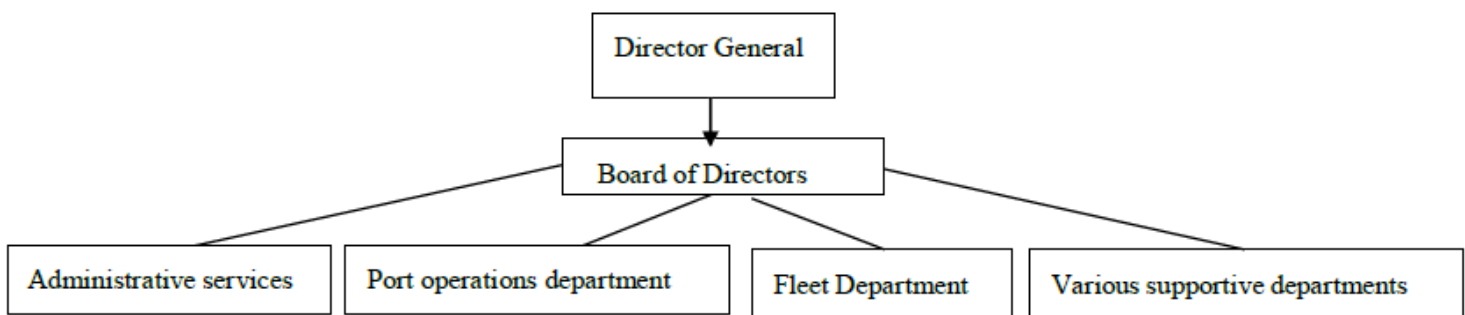 Director General
Board of Directors
Administrative services
Port operations department
Fleet Department
Various supportive departments